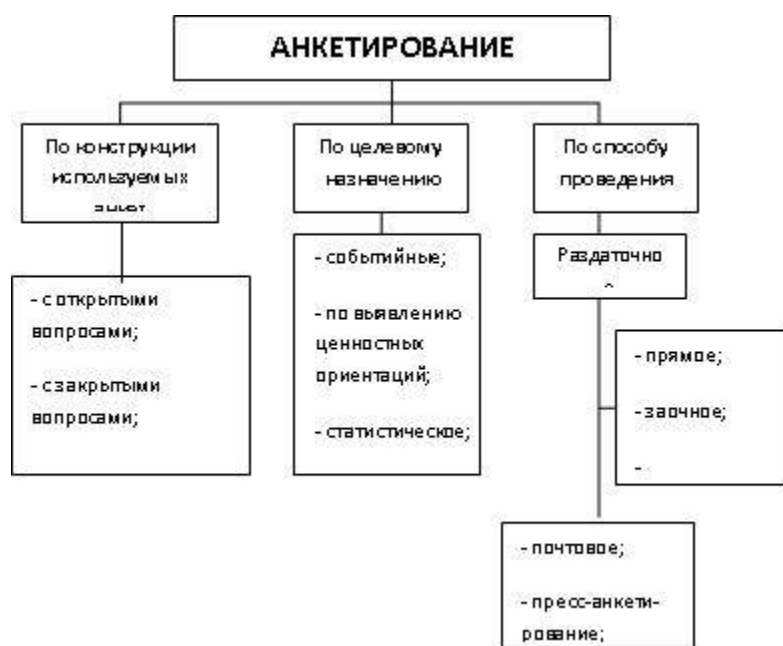 АНКЕТИРОВАНИЕ
По конструкции
используемых
По целевому
назначению
По способу
проведения
- с открытыми
вопросами;
- с закрытыми
вопросами;
- событийные;
- по выявлению
ценностных
ориентаций;
- статистическое;
Раздаточно
- прямое;
- заочное;
-
- почтовое;
- пресс-анкети-
рование;